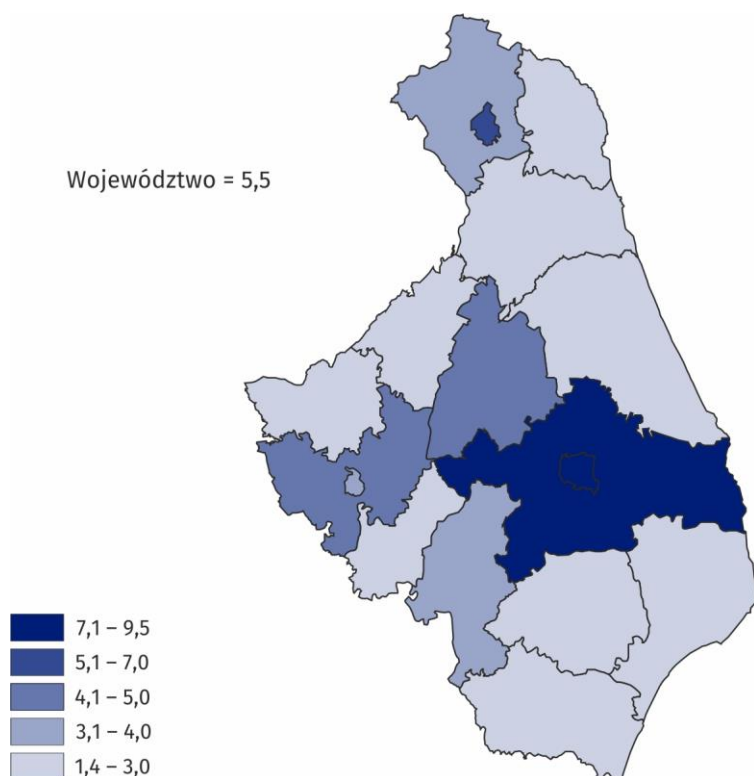 Województwo = 5,5
7,1 – 9,5
5,1 – 7,0
4,1 – 5,0
3,1 – 4,0
1,4 – 3,0